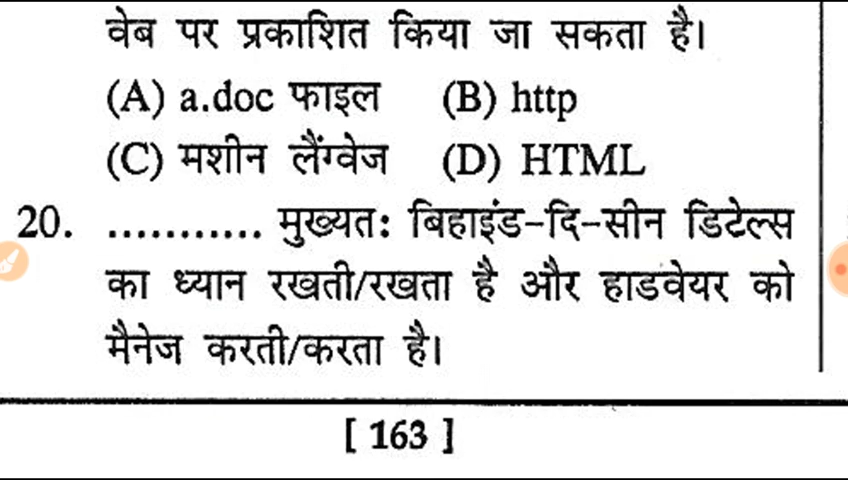 वेब पर प्रकाशित किया जा सकता है।
(A) a.doc फाइल (B) http
(C) मशीन लैंग्वेज (D) HTML
20. ............ मुख्यतः बिहाइंड-दि-सीन डिटेल्स
का ध्यान रखती/रखता है और हाडवेयर को
मैनेज करती/करता है।
[ 163 ]